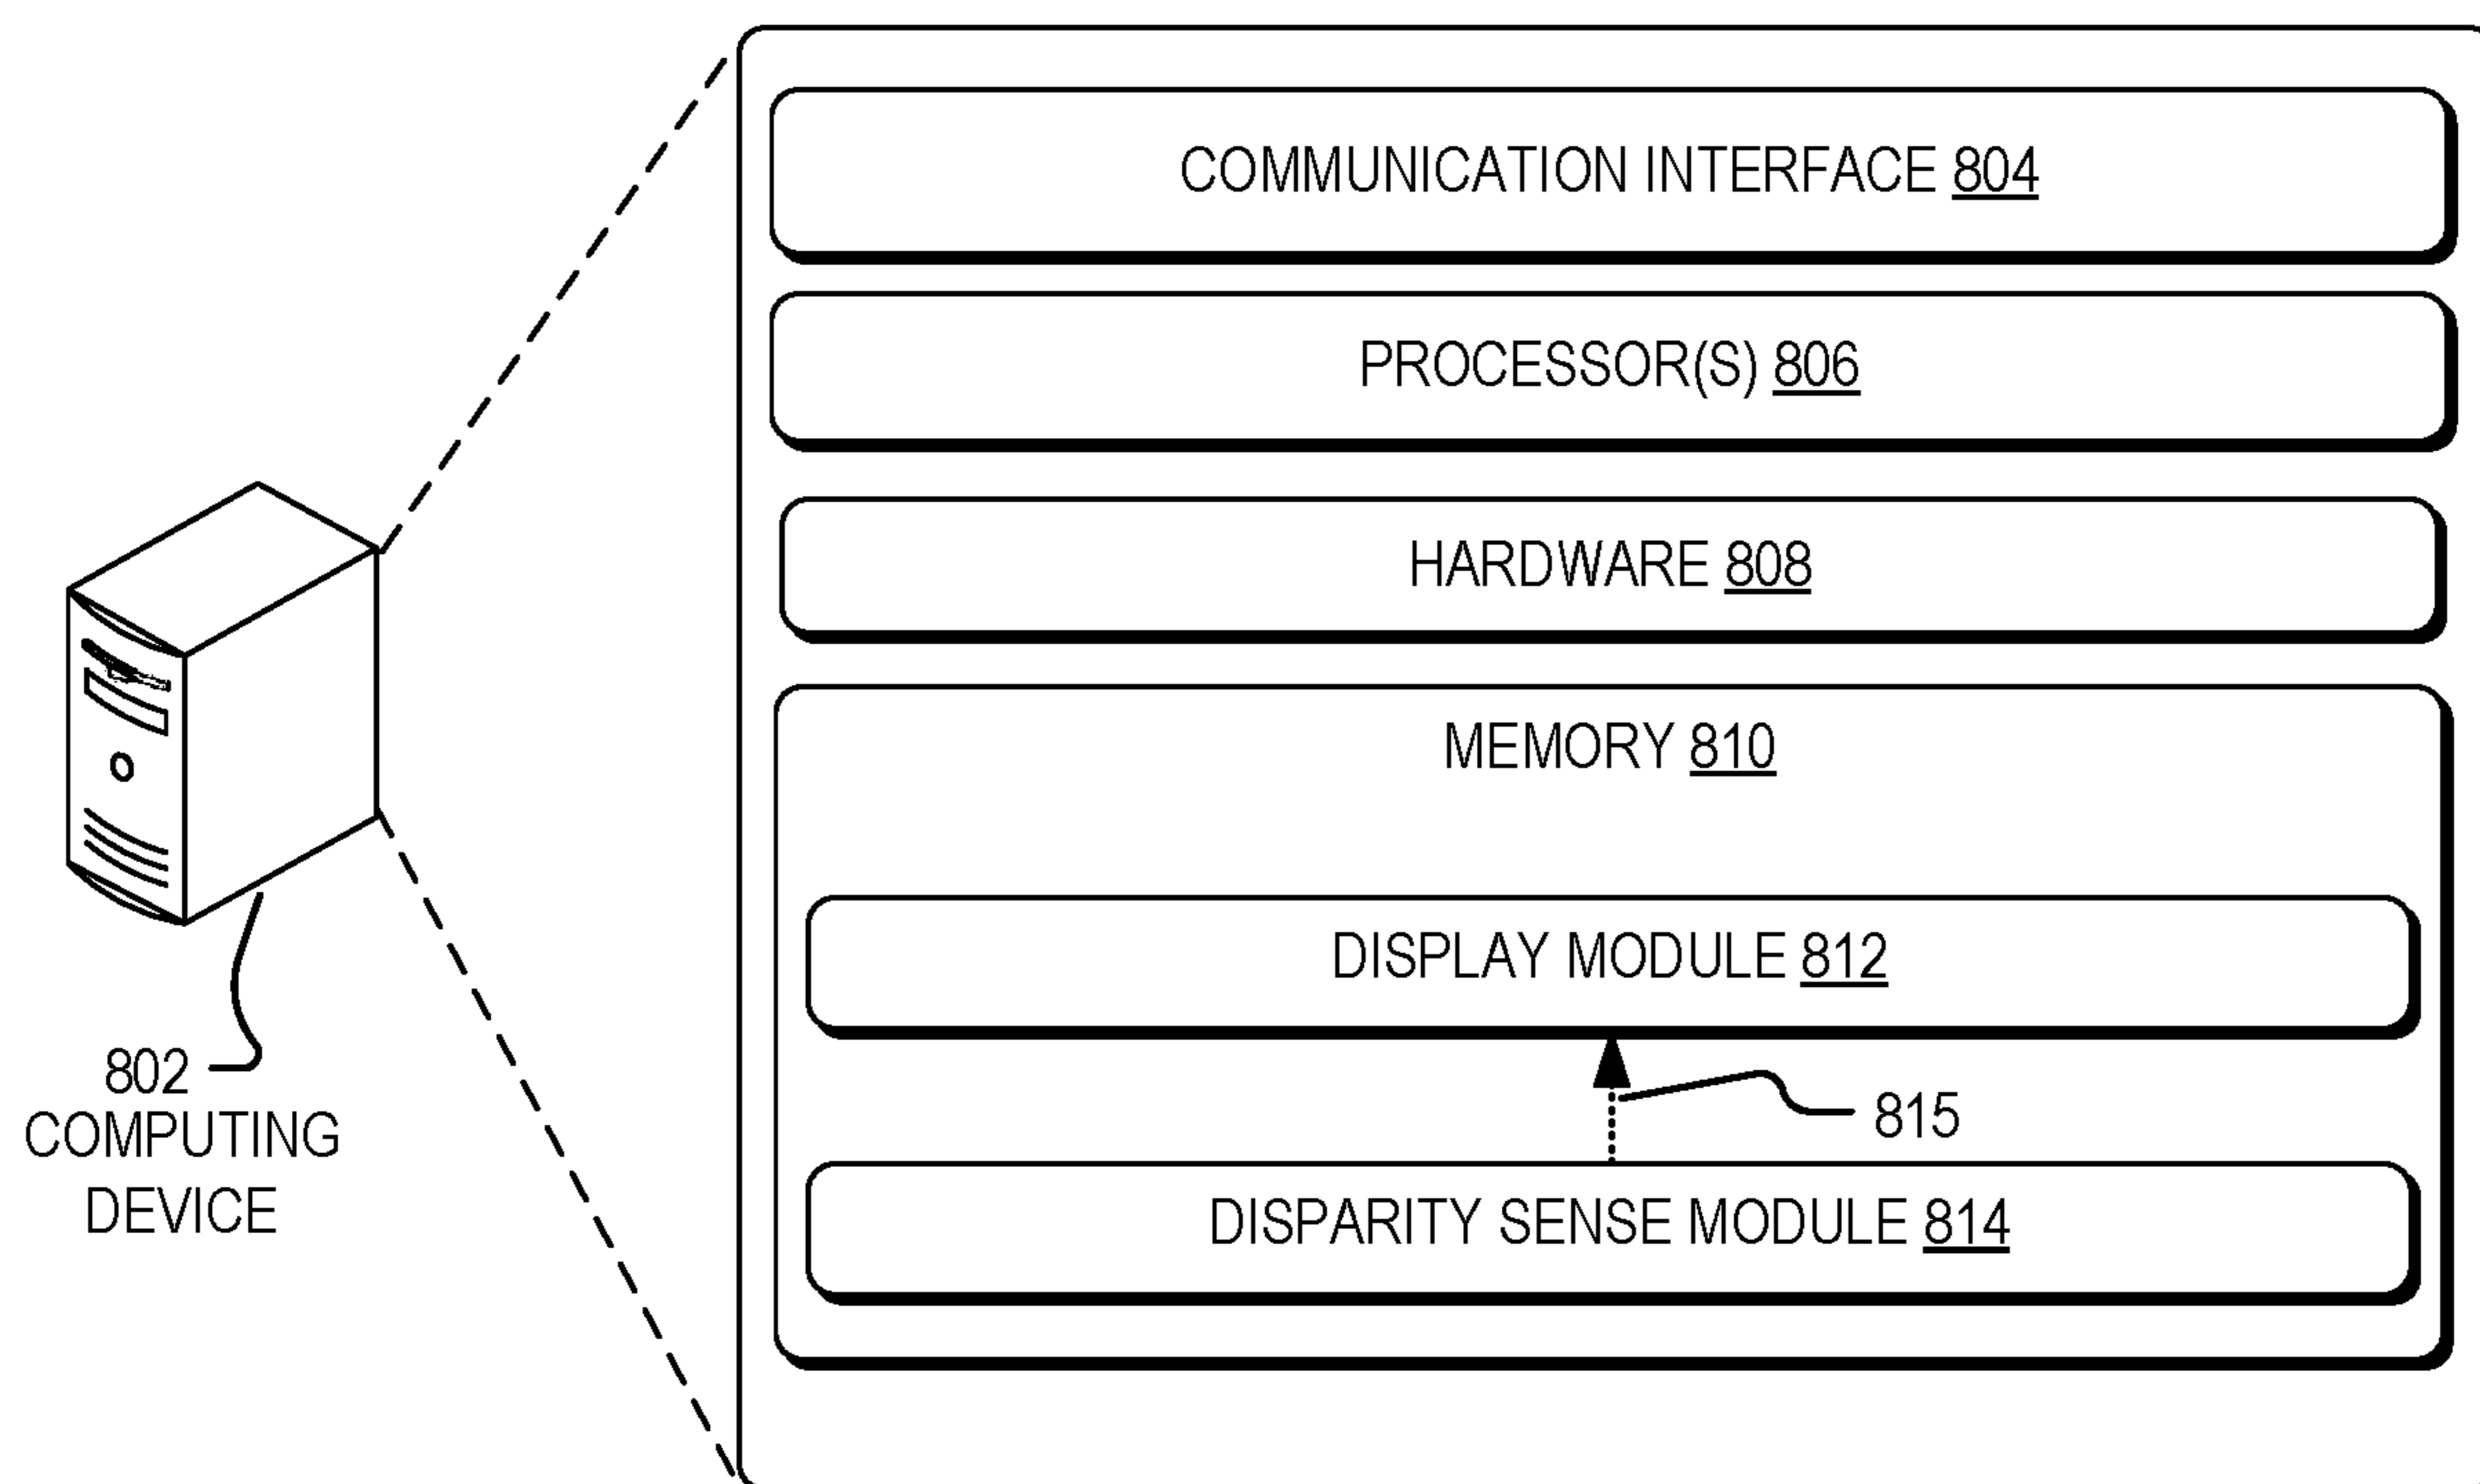 COMMUNICATION INTERFACE 804
PROCESSOR(S) 806
HARDWARE 808
MEMORY 810
DISPLAY MODULE 812
815
DISPARITY SENSE MODULE 814
802
COMPUTING
DEVICE